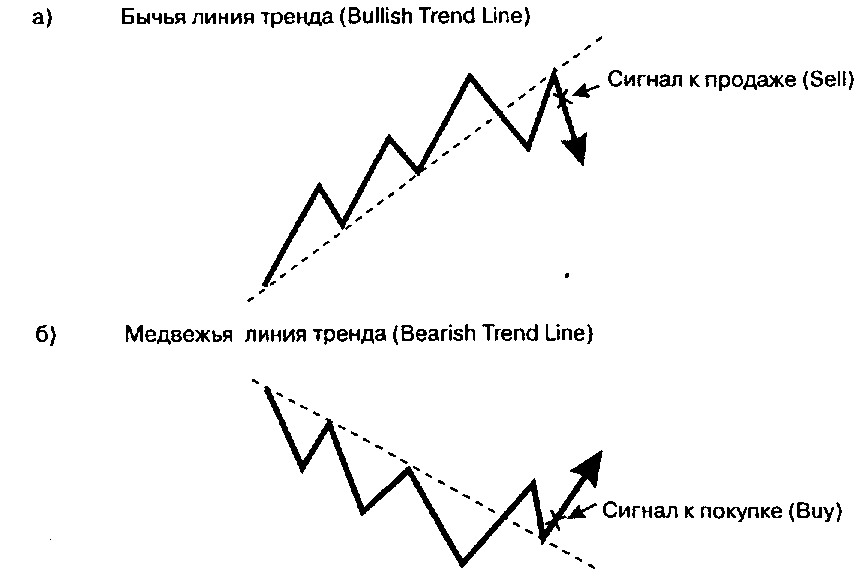 а) Бычья линия тренда (Bullish Trend Line)
Сигнал к продаже (Sell)
б) Медвежья линия тренда (Bearish Trend Line)
Сигнал к покупке (Buy)